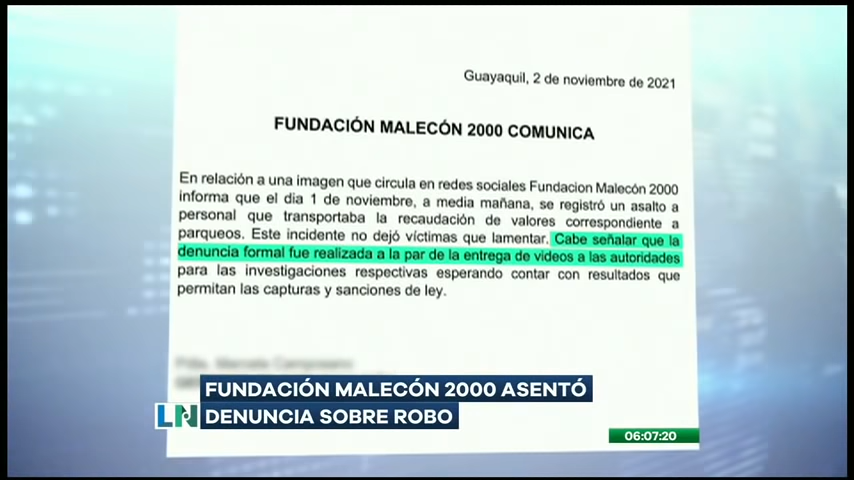 Guayaquil, 2 de noviembre de 2021
FUNDACIÓN MALECÓN 2000 COMUNICA
En relación a una imagen que circula en redes sociales Fundacion Malecón 2000
informa que el dia 1 de noviembre, a media mañana, se registró un asalto a
personal que transportaba la recaudación de valores correspondiente a
parqueos. Este incidente no dejó víctimas que lamentar. Cabe señalar que la
denuncia formal fue realizada a la par de la entrega de videos a las autoridades
para las investigaciones respectivas esperando contar con resultados que
permitan las capturas y sanciones de ley.
FUNDACIÓN MALECÓN 2000 ASENTÓ
LN DENUNCIA SOBRE ROBO
06:07:20